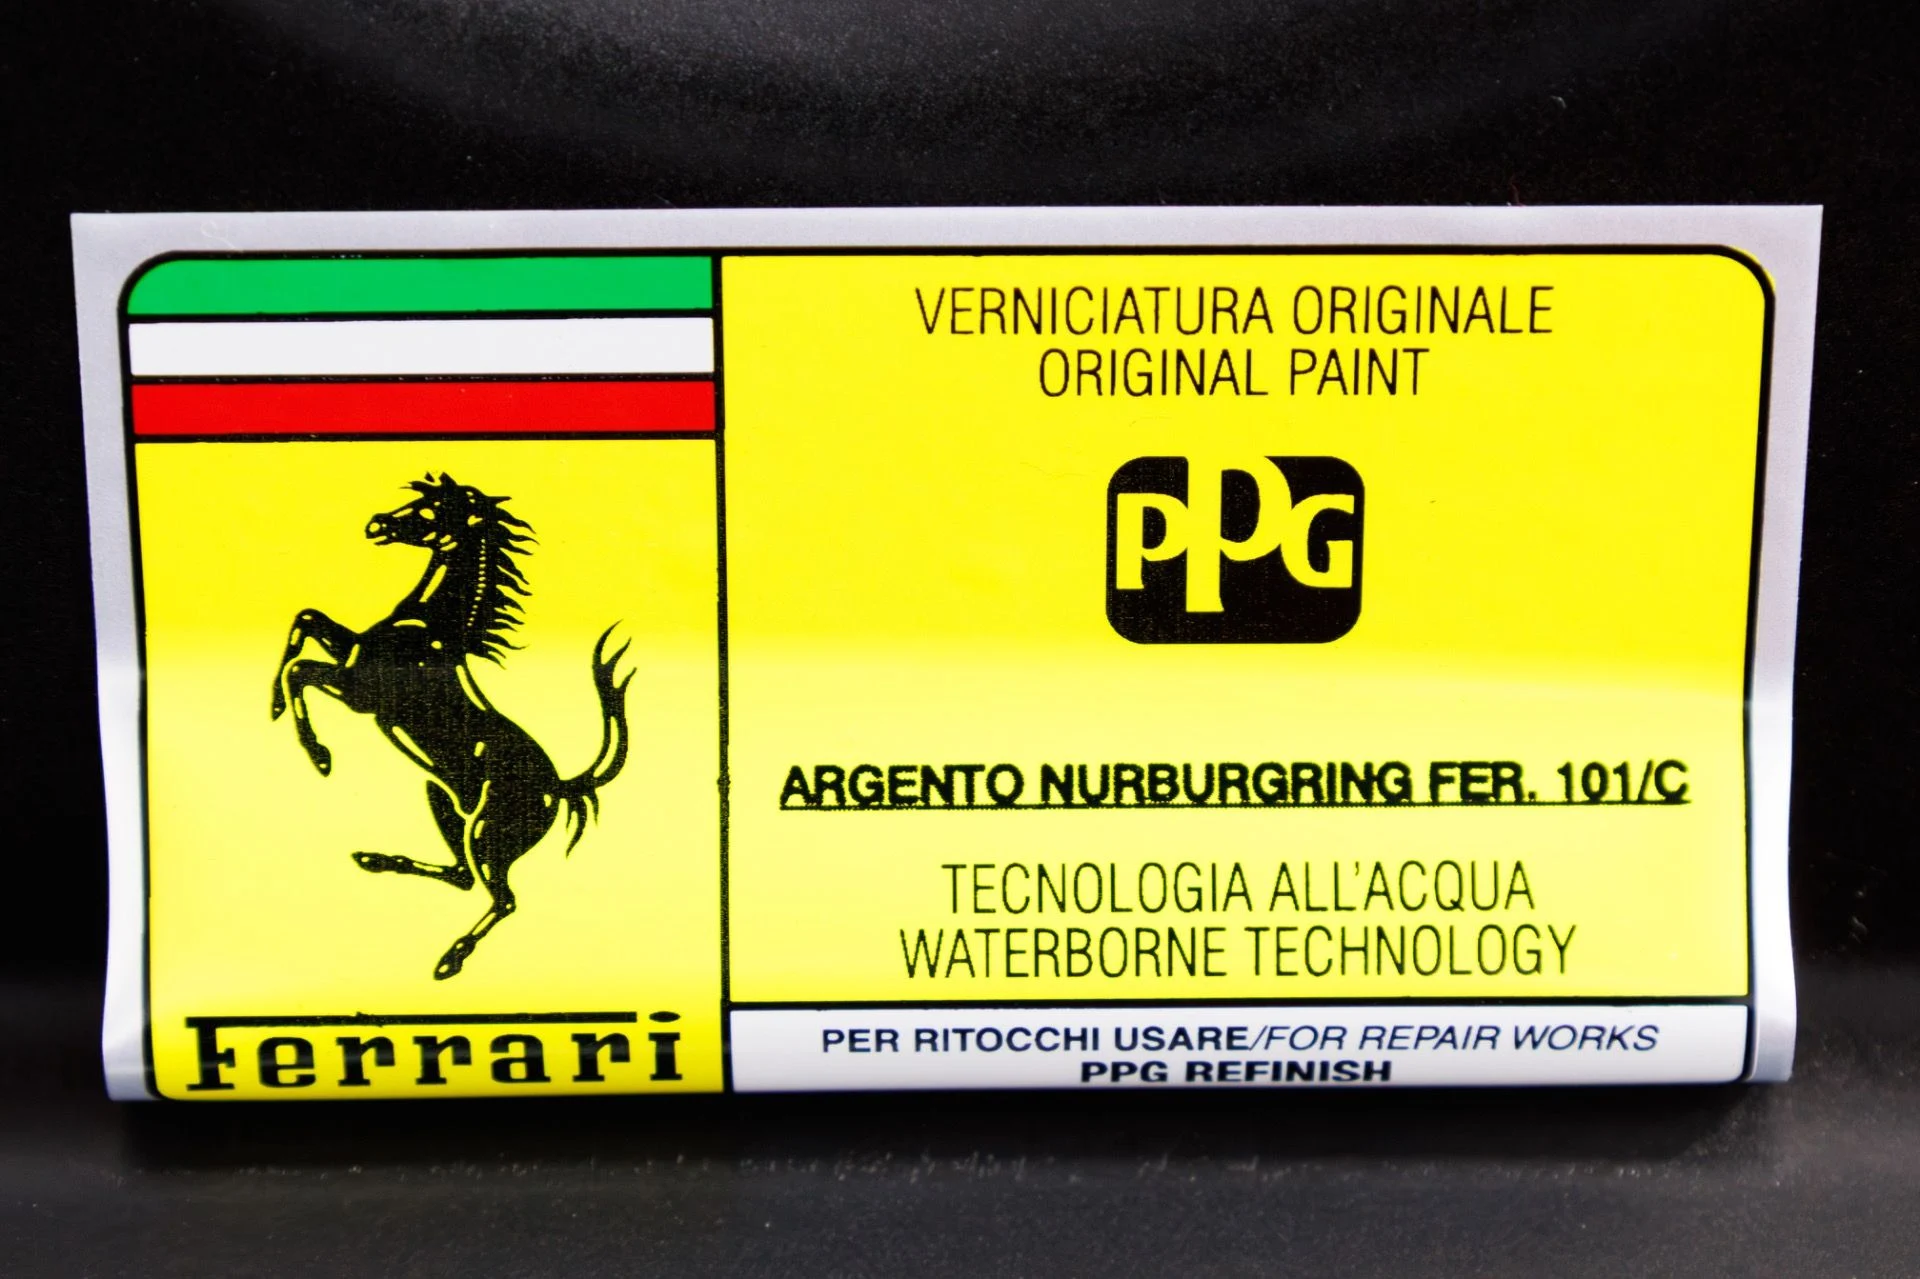 Ferrari
VERNICIATURA ORIGINALE
ORIGINAL PAINT
PPG
ARGENTO NURBURGRING FER. 101/C
TECNOLOGIA ALL'ACQUA
WATERBORNE TECHNOLOGY
PER RITOCCHI USARE/FOR REPAIR WORKS
PPG REFINISH